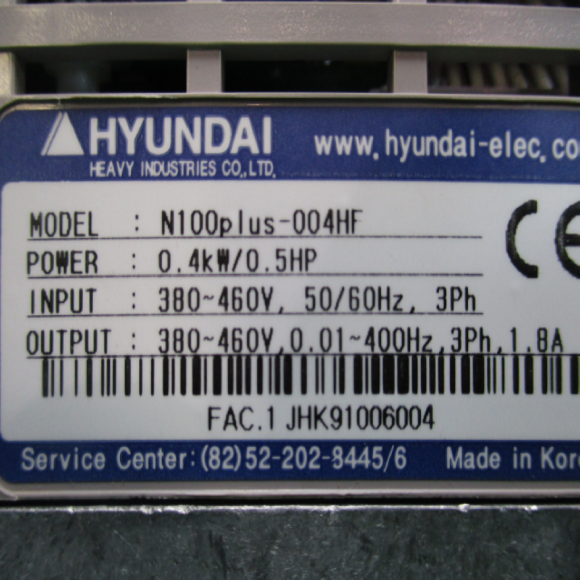 HYUNDAI www.hyundai-elec.co
HEAVY INDUSTRIES CO.,LTD.
MODEL : N100plus-004HF
CE
POWER : 0.4kW/0.5HP
INPUT : 380~460V, 50/60Hz, 3Ph
OUTPUT : 380~460V,0.01~400Hz,3Ph,1.8A
FAC.1 JHK91006004
Service Center:(82)52-202-8445/6 Made in Kor